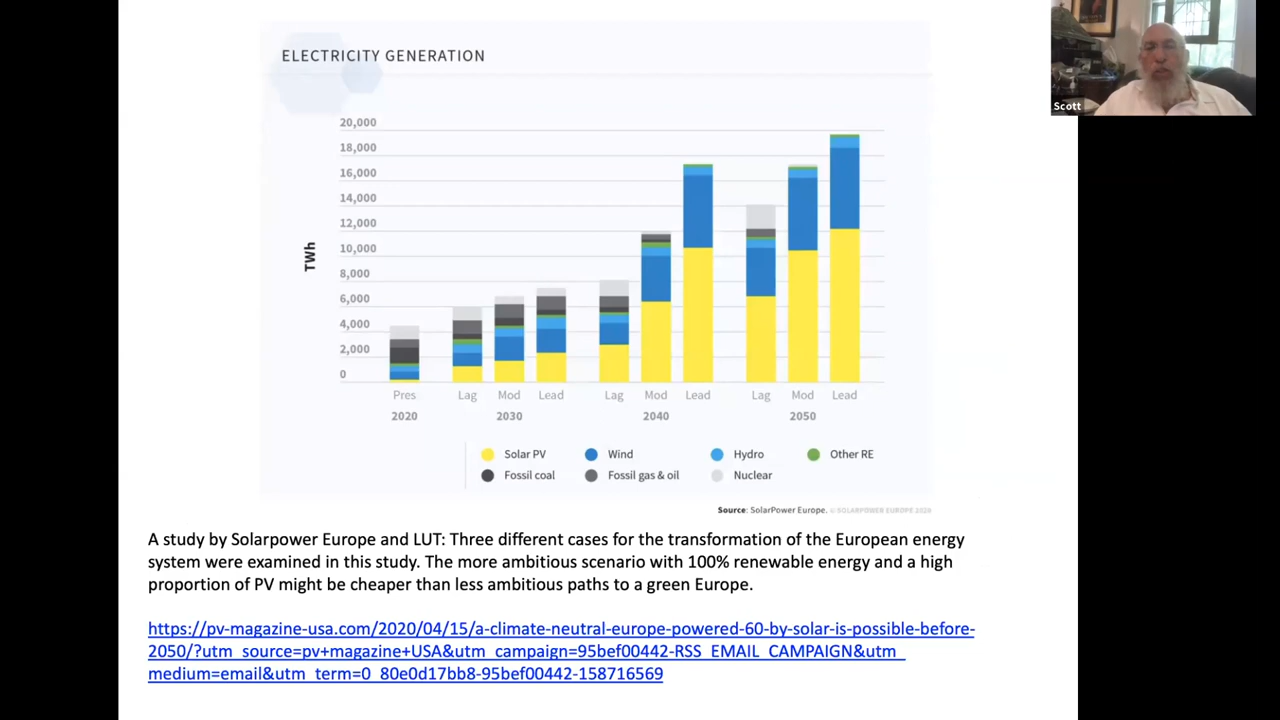 ELECTRICITY GENERATION
Scott
20,000
18,000
16,000
14,000
12,000
10,000
8,000
6,000
4,000
2,000
0
TWh
Pres Lag Mod Lead Lag Mod Lead Lag Mod Lead
2020 2030 2040 2050
Solar PV Wind Hydro Other RE
Fossil coal Fossil gas & oil Nuclear
Source: SolarPower Europe. © SOLARPOWER EUROPE 2020
A study by Solarpower Europe and LUT: Three different cases for the transformation of the European energy
system were examined in this study. The more ambitious scenario with 100% renewable energy and a high
proportion of PV might be cheaper than less ambitious paths to a green Europe.
https://pv-magazine-usa.com/2020/04/15/a-climate-neutral-europe-powered-60-by-solar-is-possible-before-
2050/?utm_source=pv+magazine+USA&utm_campaign=95bef00442-RSS_EMAIL_CAMPAIGN&utm_
medium=email&utm_term=0_80e0d17bb8-95bef00442-158716569